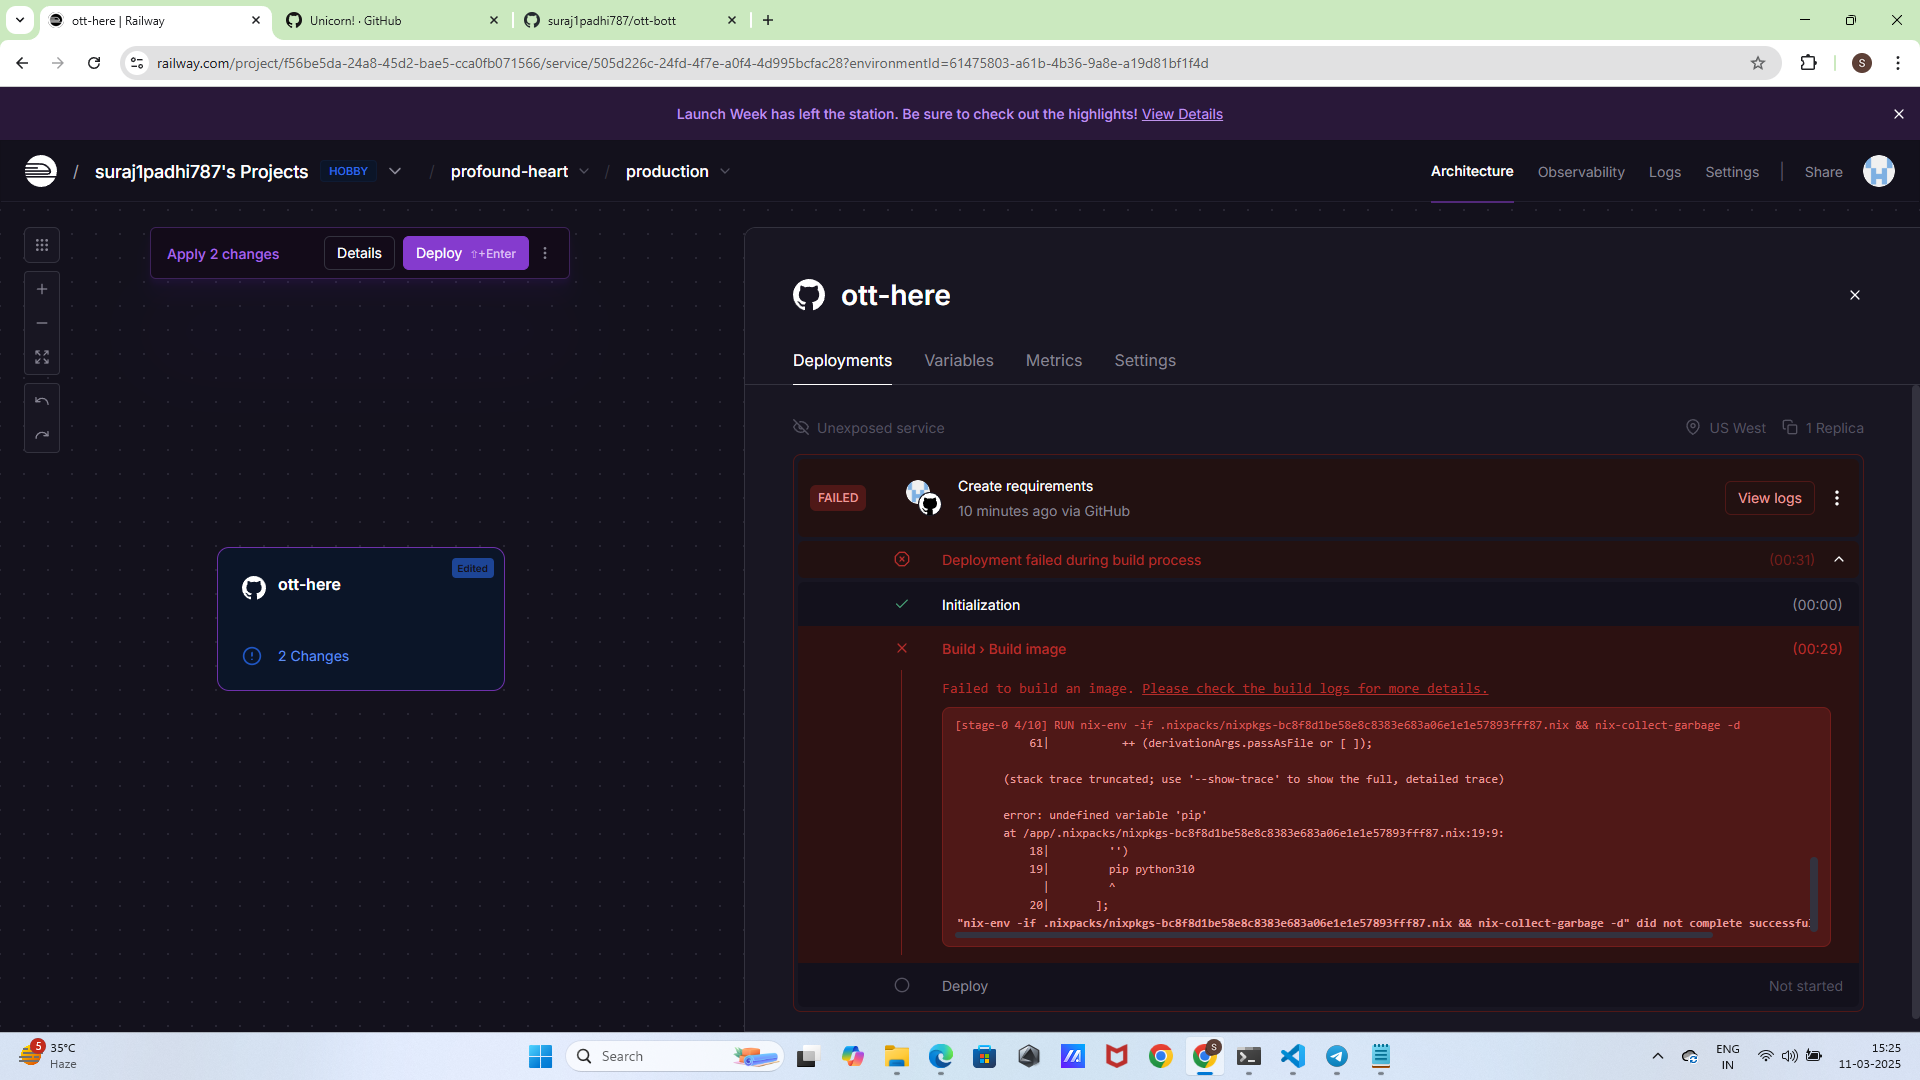 ott-here | Railway
Unicorn! · GitHub
suraj1padhi787/ott-bott
railway.com/project/f56be5da-24a8-45d2-bae5-cca0fb071566/service/505d226c-24fd-4f7e-a0f4-4d995bcfac28?environmentId=61475803-a61b-4b36-9a8e-a19d81bf1f4d
S
Launch Week has left the station. Be sure to check out the highlights! View Details
/ suraj1padhi787's Projects HOBBY / profound-heart / production
Architecture Observability Logs Settings Share
Apply 2 changes Details Deploy ⇧+Enter
ott-here
Deployments Variables Metrics Settings
Unexposed service US West 1 Replica
FAILED
Create requirements
10 minutes ago via GitHub
View logs
Deployment failed during build process (00:31)
Initialization (00:00)
Build › Build image (00:29)
Failed to build an image. Please check the build logs for more details.
[stage-0 4/10] RUN nix-env -if .nixpacks/nixpkgs-bc8f8d1be58e8c8383e683a06e1e1e57893fff87.nix && nix-collect-garbage -d
61| ++ (derivationArgs.passAsFile or [ ]);
(stack trace truncated; use '--show-trace' to show the full, detailed trace)
error: undefined variable 'pip'
at /app/.nixpacks/nixpkgs-bc8f8d1be58e8c8383e683a06e1e1e57893fff87.nix:19:9:
18| '')
19| pip python310
| ^
20| ];
"nix-env -if .nixpacks/nixpkgs-bc8f8d1be58e8c8383e683a06e1e1e57893fff87.nix && nix-collect-garbage -d" did not complete successful
Deploy Not started
Edited
ott-here
2 Changes
5
35°C
Haze
Search
S
ENG
IN
15:25
11-03-2025